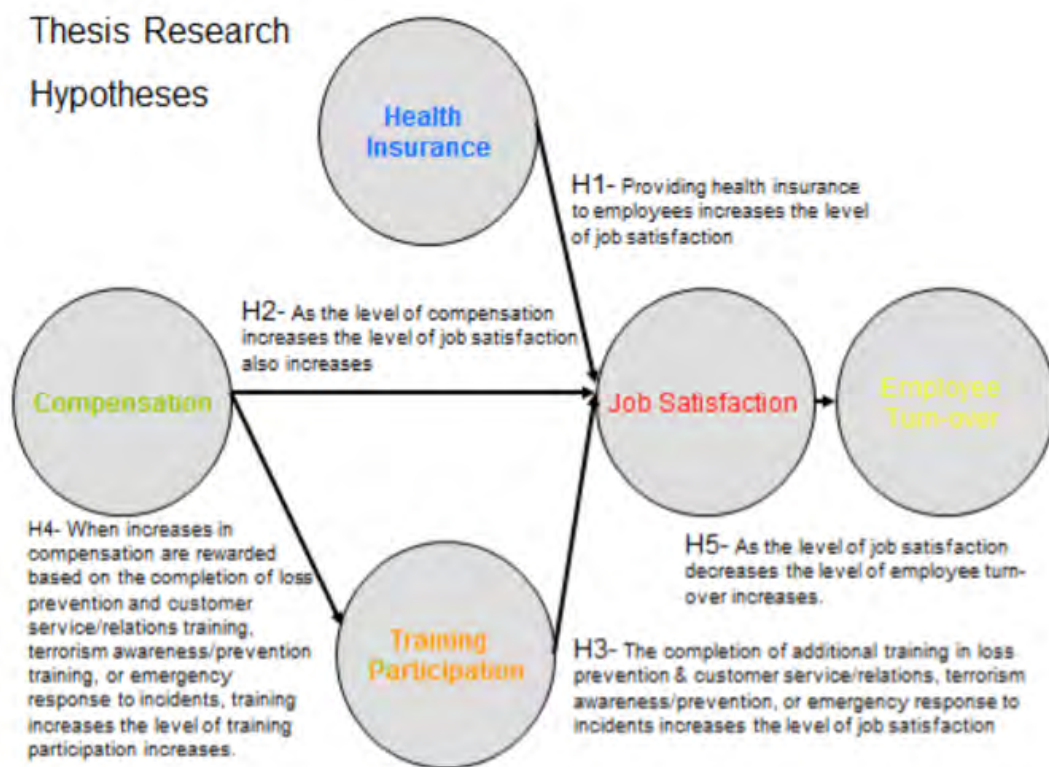 Thesis Research
Hypotheses
Health
Insurance
H1- Providing health insurance
to employees increases the level
of job satisfaction
H2- As the level of compensation
increases the level of job satisfaction
also increases
Compensation
Job Satisfaction
Employee
Turn-over
H4- When increases in
compensation are rewarded
based on the completion of loss
prevention and customer
service/relations training,
terrorism awareness/prevention
training, or emergency
response to incidents, training
increases the level of training
participation increases.
H5- As the level of job satisfaction
decreases the level of employee turn-
over increases.
Training
Participation
H3- The completion of additional training in loss
prevention & customer service/relations, terrorism
awareness/prevention, or emergency response to
incidents increases the level of job satisfaction